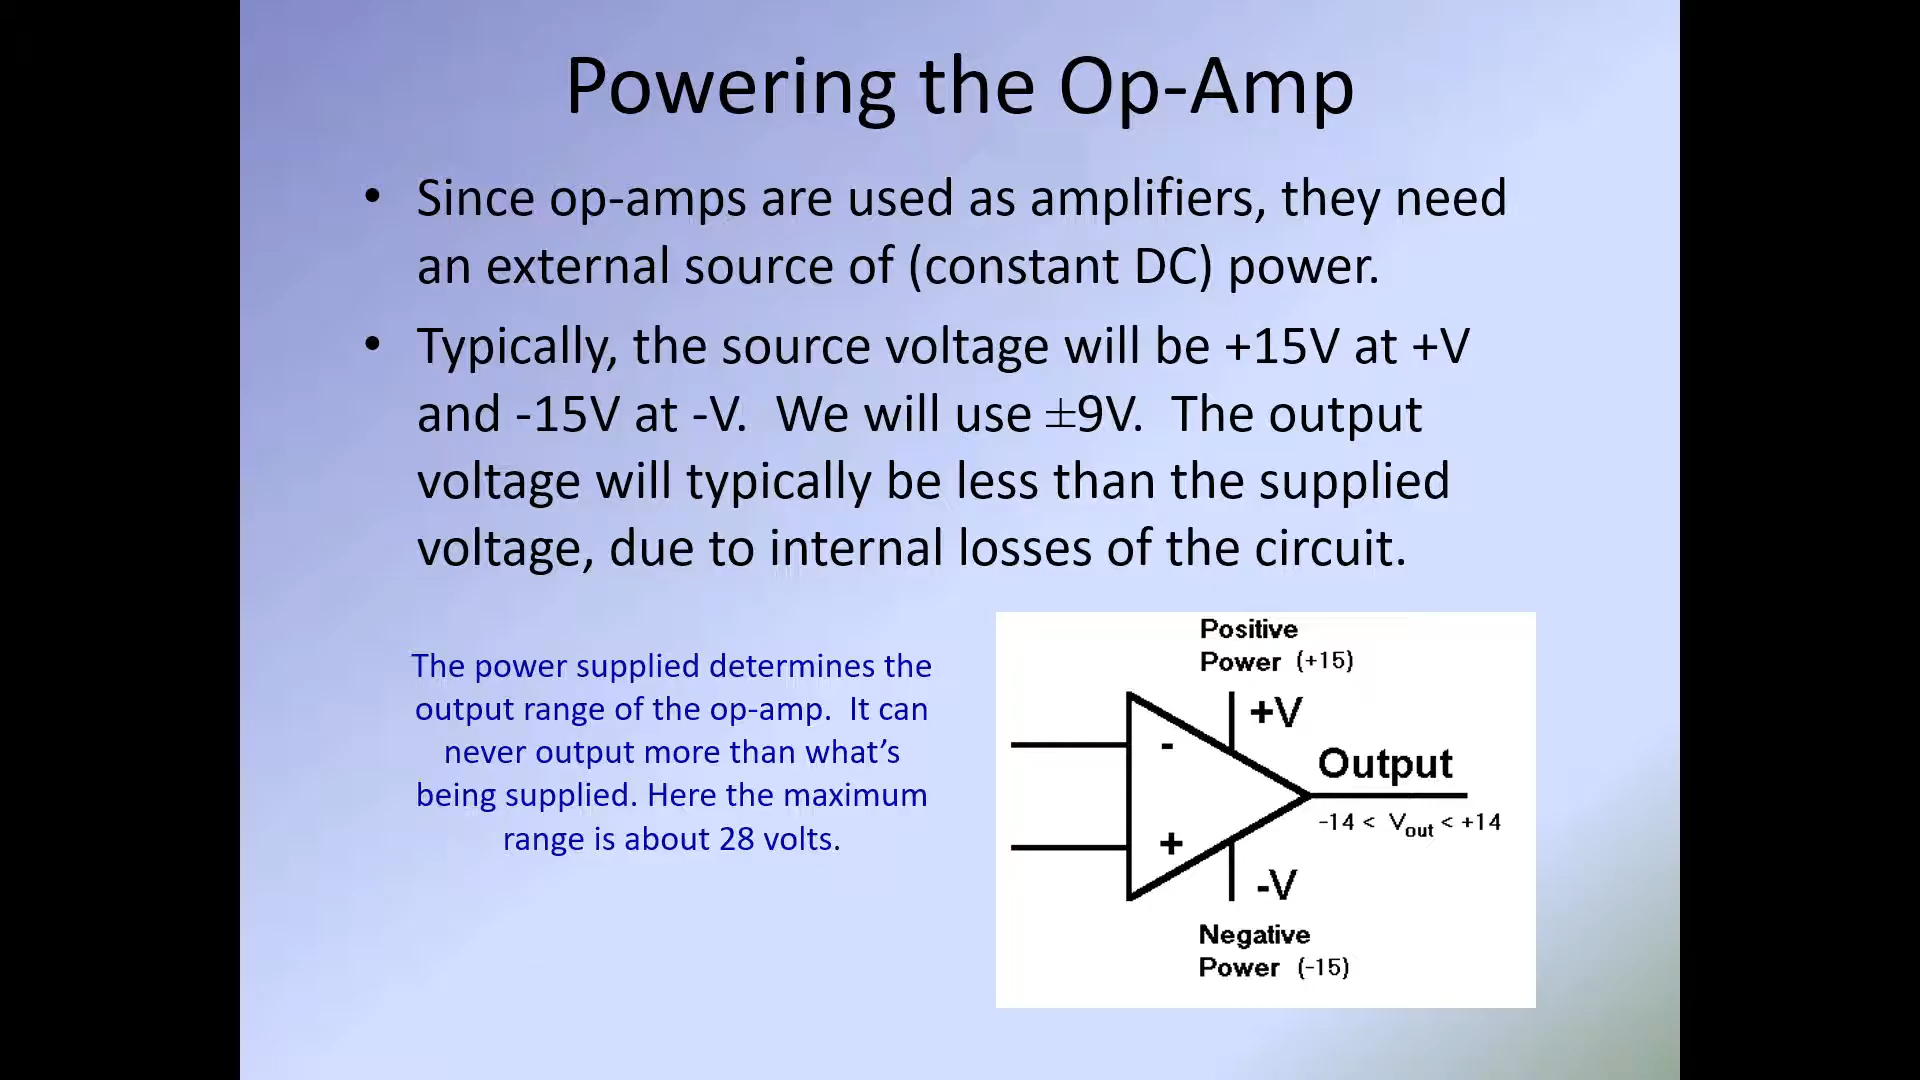 Powering the Op-Amp
• Since op-amps are used as amplifiers, they need
an external source of (constant DC) power.
• Typically, the source voltage will be +15V at +V
and -15V at -V. We will use ±9V. The output
voltage will typically be less than the supplied
voltage, due to internal losses of the circuit.
The power supplied determines the
output range of the op-amp. It can
never output more than what’s
being supplied. Here the maximum
range is about 28 volts.
Positive
Power (+15)
+V
-
Output
-14 < Vout < +14
+
-V
Negative
Power (-15)